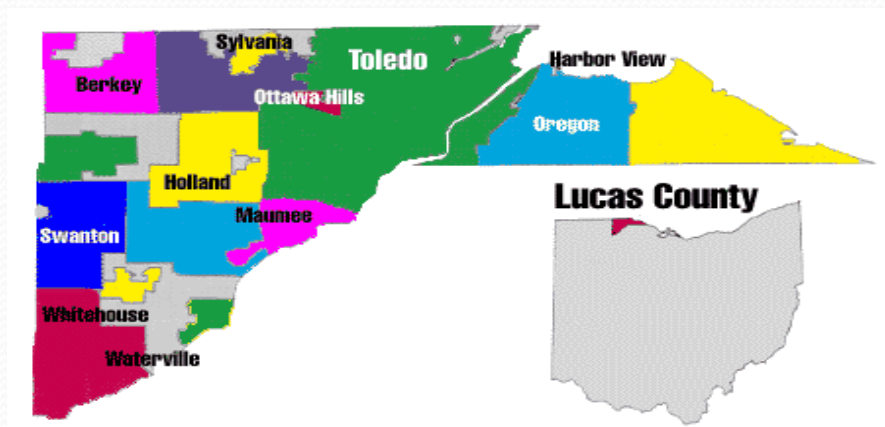 Sylvania
Toledo
Harbor View
Berkey
Ottawa Hills
Oregon
Holland
Lucas County
Maumee
Swanton
Whitehouse
Waterville